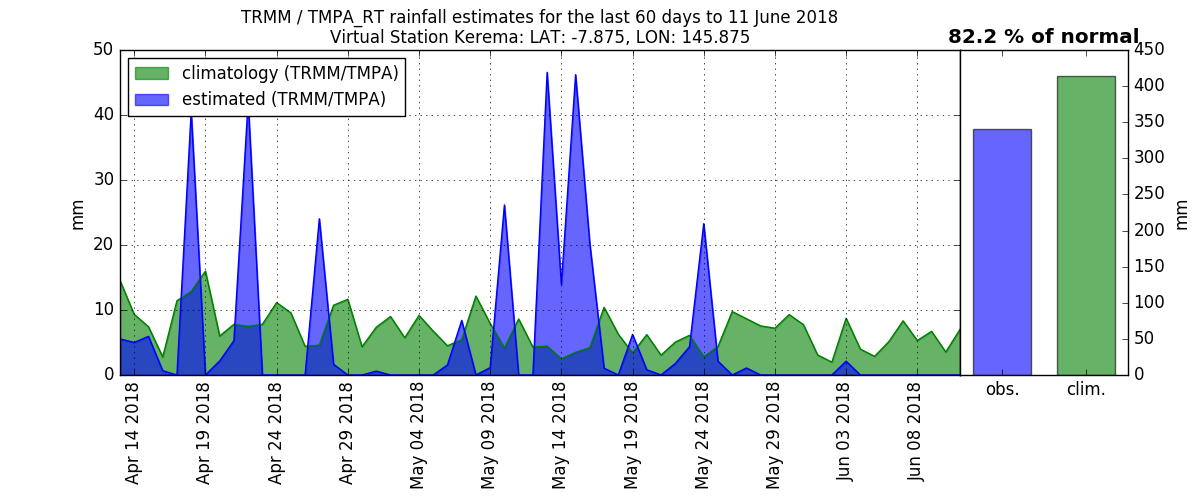 TRMM / TMPA_RT rainfall estimates for the last 60 days to 11 June 2018
Virtual Station Kerema: LAT: -7.875, LON: 145.875
82.2 % of normal
climatology (TRMM/TMPA)
estimated (TRMM/TMPA)
50
40
30
20
10
0
mm
Apr 14 2018
Apr 19 2018
Apr 24 2018
Apr 29 2018
May 04 2018
May 09 2018
May 14 2018
May 19 2018
May 24 2018
May 29 2018
Jun 03 2018
Jun 08 2018
450
400
350
300
250
200
150
100
50
0
mm
obs.
clim.